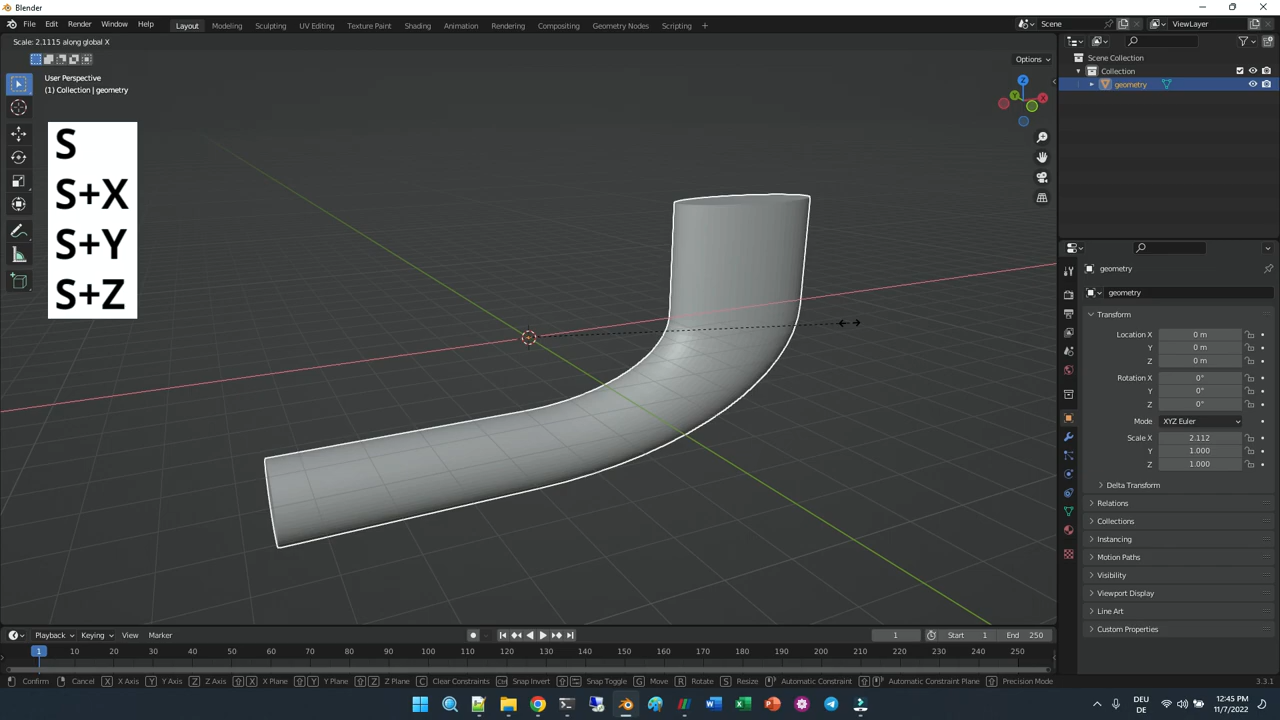 Blender
File Edit Render Window Help
Layout Modeling Sculpting UV Editing Texture Paint Shading Animation Rendering Compositing Geometry Nodes Scripting +
Scene
ViewLayer
Scale: 2.1115 along global X
Options
User Perspective
(1) Collection | geometry
S
S+X
S+Y
S+Z
Z
Y
X
Scene Collection
Collection
geometry
geometry
geometry
Transform
Location X 0 m
Y 0 m
Z 0 m
Rotation X 0°
Y 0°
Z 0°
Mode XYZ Euler
Scale X 2.112
Y 1.000
Z 1.000
Delta Transform
Relations
Collections
Instancing
Motion Paths
Visibility
Viewport Display
Line Art
Custom Properties
Playback Keying View Marker
1 Start 1 End 250
1 10 20 30 40 50 60 70 80 90 100 110 120 130 140 150 160 170 180 190 200 210 220 230 240 250
Confirm Cancel X X Axis Y Y Axis Z Z Axis X X Plane Y Y Plane Z Z Plane C Clear Constraints Ctrl Snap Invert Snap Toggle G Move R Rotate S Resize Automatic Constraint Automatic Constraint Plane Precision Mode 3.3.1
DEU
DE
12:45 PM
11/7/2022